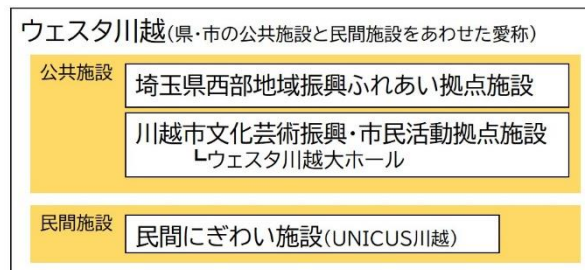 ウェスタ川越(県・市の公共施設と民間施設をあわせた愛称)
公共施設
埼玉県西部地域振興ふれあい拠点施設
川越市文化芸術振興・市民活動拠点施設
┗ウェスタ川越大ホール
民間施設
民間にぎわい施設(UNICUS川越)